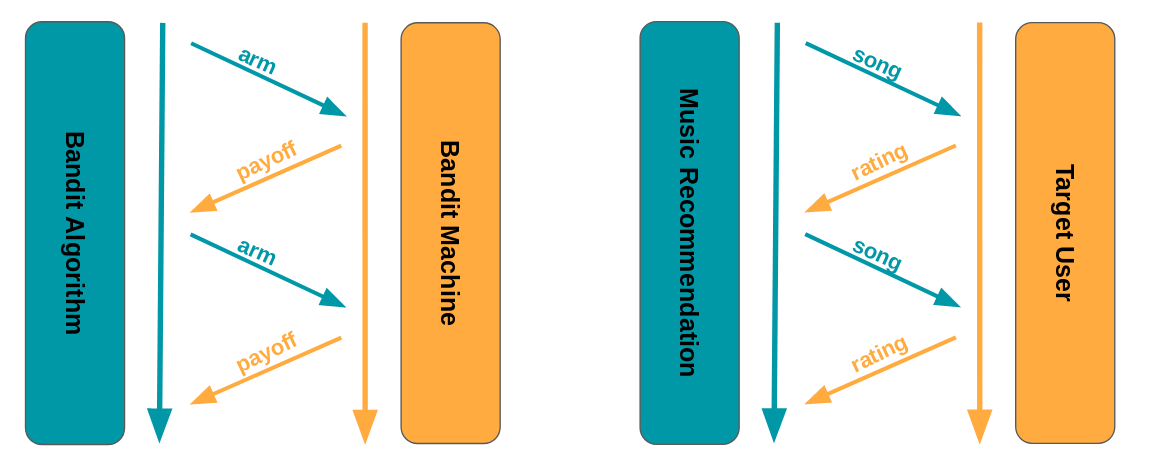 Bandit Algorithm
arm
payoff
arm
payoff
Bandit Machine
Music Recommendation
song
rating
song
rating
Target User